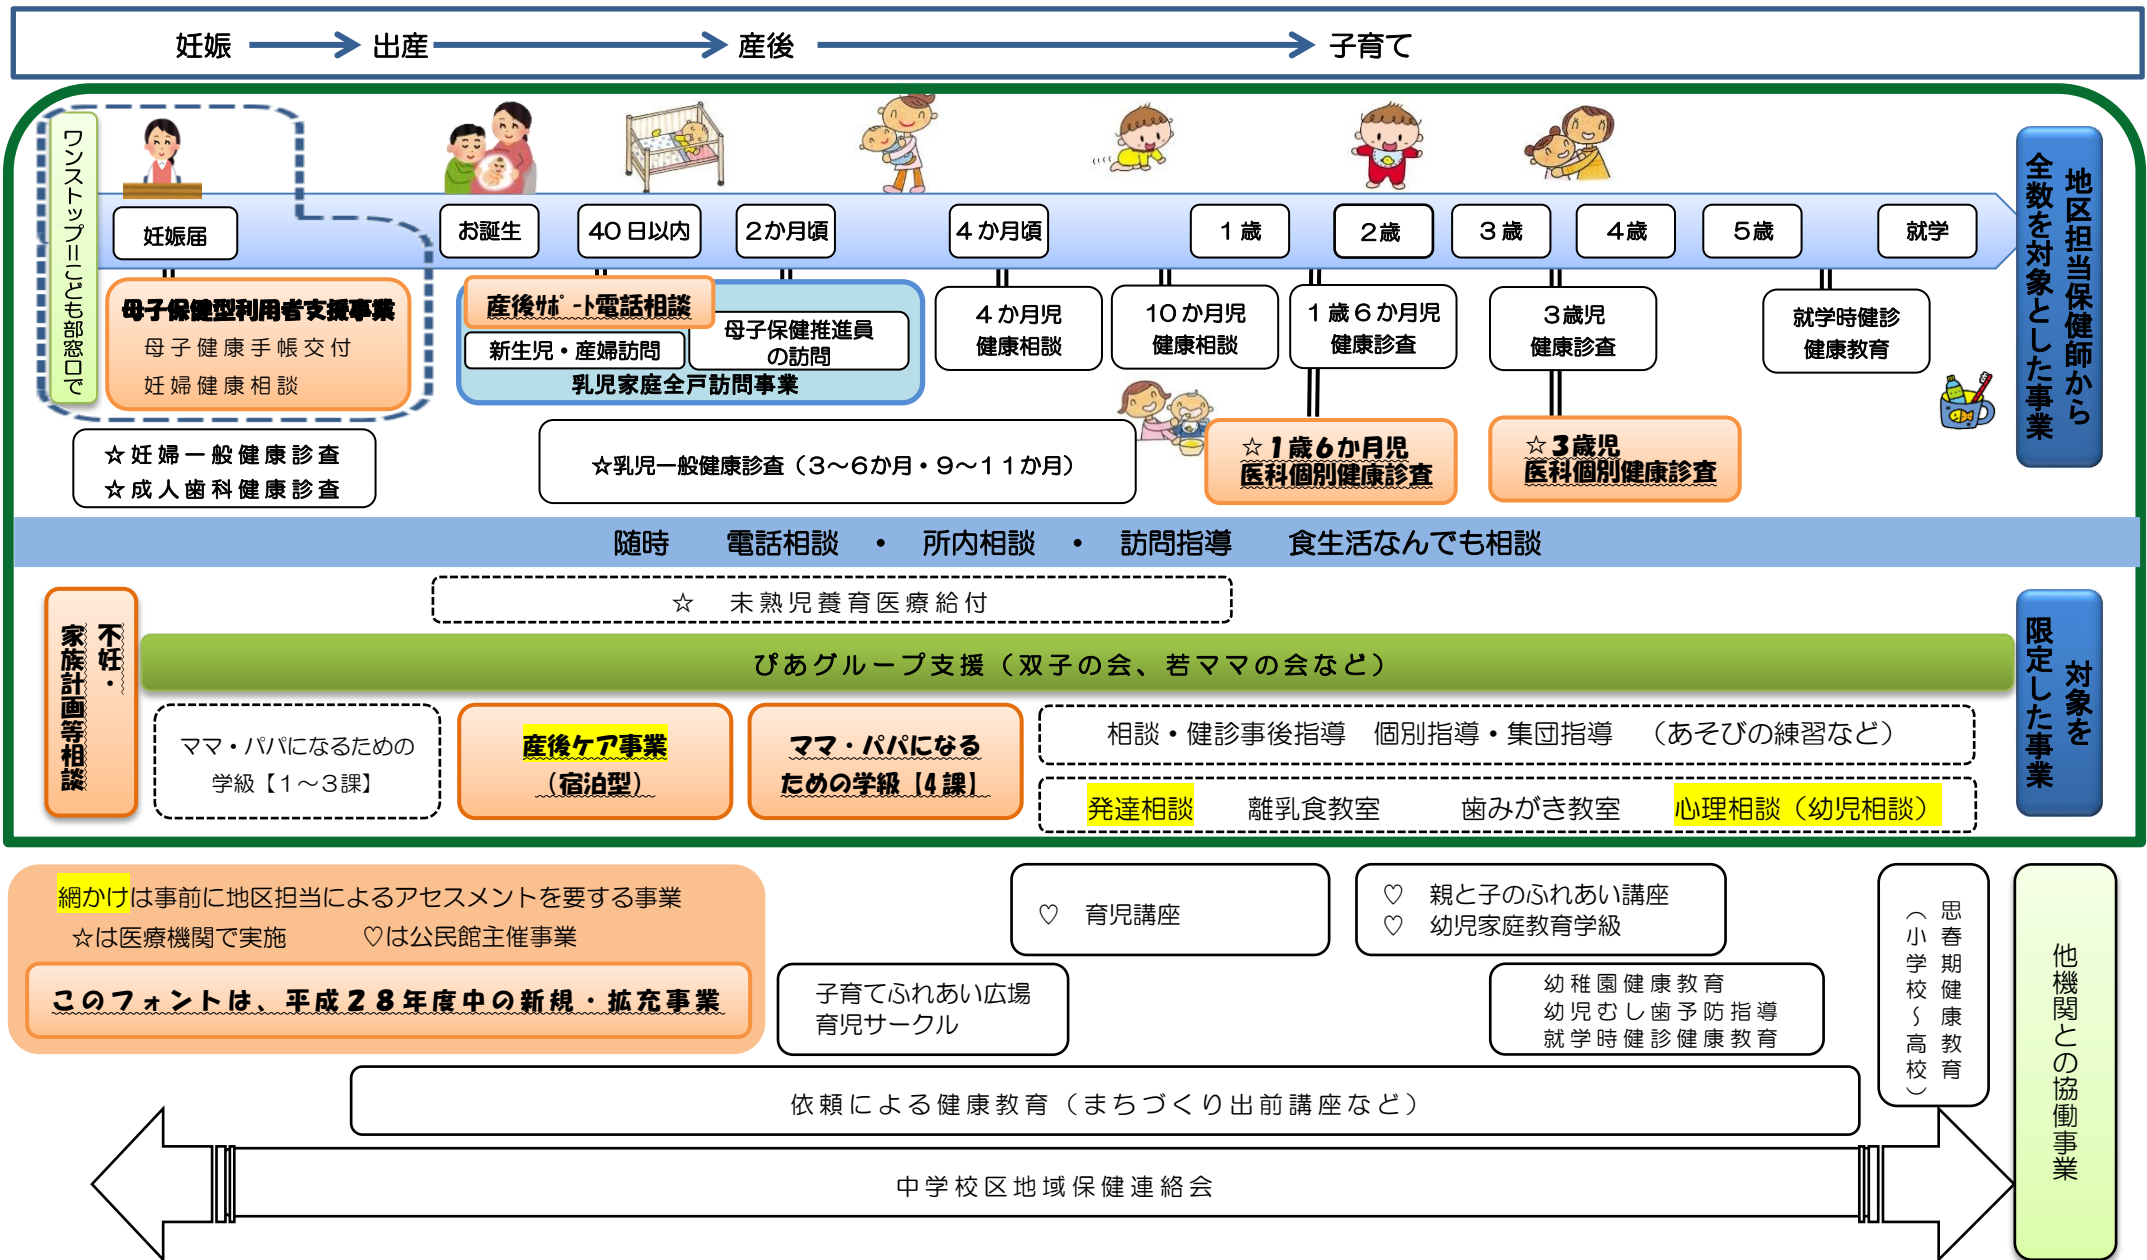 妊娠 出産 産後 子育て
ワンストップ=こども部窓口で
地区担当保健師から
全数を対象とした事業
妊娠届
お誕生
40日以内
2か月頃
4か月頃
1歳
2歳
3歳
4歳
5歳
就学
母子保健型利用者支援事業
母子健康手帳交付
妊婦健康相談
産後サポート電話相談
新生児・産婦訪問
母子保健推進員
の訪問
乳児家庭全戸訪問事業
4か月児
健康相談
10か月児
健康相談
1歳6か月児
健康診査
3歳児
健康診査
就学時健診
健康教育
☆妊婦一般健康診査
☆成人歯科健康診査
☆乳児一般健康診査(3~6か月・9~11か月)
☆1歳6か月児
医科個別健康診査
☆3歳児
医科個別健康診査
随時 電話相談 ・ 所内相談 ・ 訪問指導 食生活なんでも相談
不妊・
家族計画等相談
☆ 未熟児養育医療給付
ぴあグループ支援(双子の会、若ママの会など)
対象を
限定した事業
ママ・パパになるための
学級【1~3課】
産後ケア事業
(宿泊型)
ママ・パパになる
ための学級【4課】
相談・健診事後指導 個別指導・集団指導 (あそびの練習など)
発達相談 離乳食教室 歯みがき教室 心理相談(幼児相談)
網かけは事前に地区担当によるアセスメントを要する事業
☆は医療機関で実施 ♡は公民館主催事業
このフォントは、平成28年度中の新規・拡充事業
♡ 育児講座
♡ 親と子のふれあい講座
♡ 幼児家庭教育学級
子育てふれあい広場
育児サークル
幼稚園健康教育
幼児むし歯予防指導
就学時健診健康教育
思春期健康教育
(小学校~高校)
他機関との協働事業
依頼による健康教育(まちづくり出前講座など)
中学校区地域保健連絡会